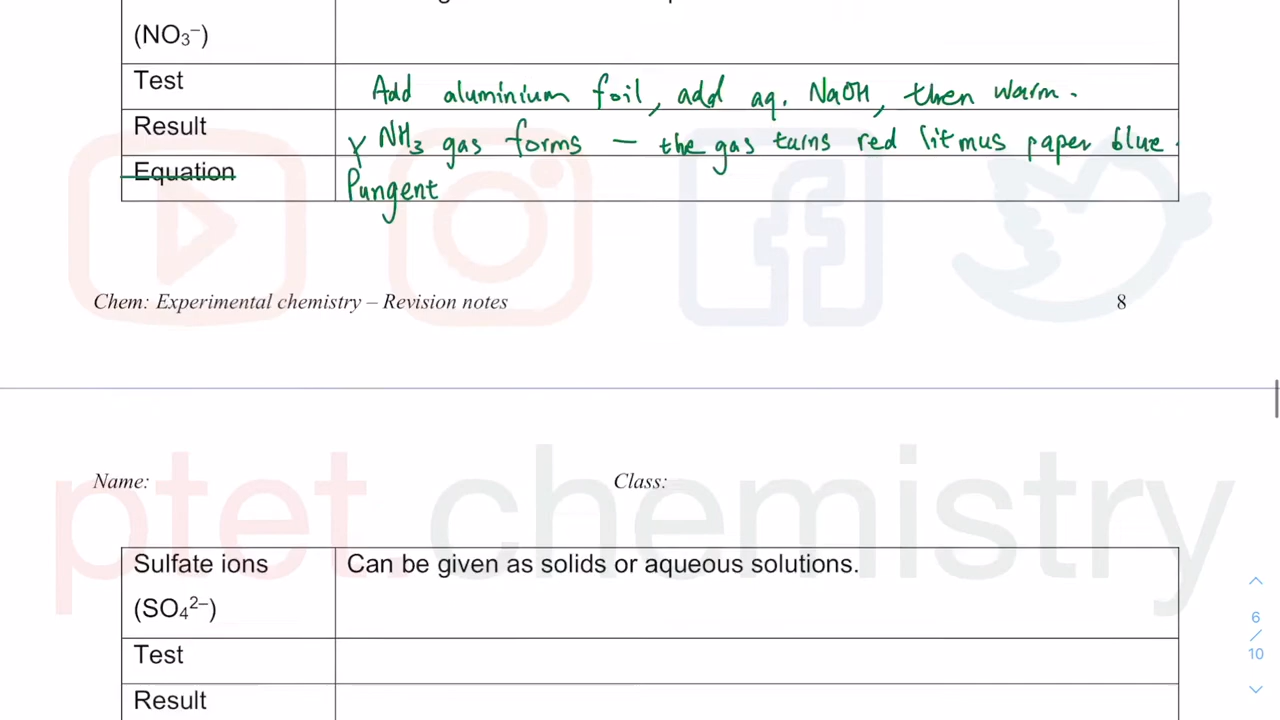 (NO₃⁻)
Test
Add aluminium foil, add aq. NaOH, then warm.
Result
NH₃ gas forms – the gas turns red litmus paper blue.
Equation
Pungent
Chem: Experimental chemistry – Revision notes
8
Name:
Class:
ptet.chemistry
Sulfate ions
Can be given as solids or aqueous solutions.
(SO₄²⁻)
Test
Result
6
/
10